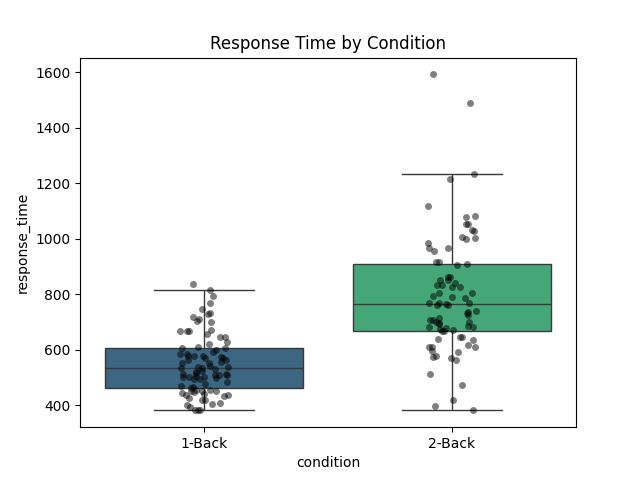 Response Time by Condition
1600
1400
1200
1000
800
600
400
response_time
1-Back
2-Back
condition